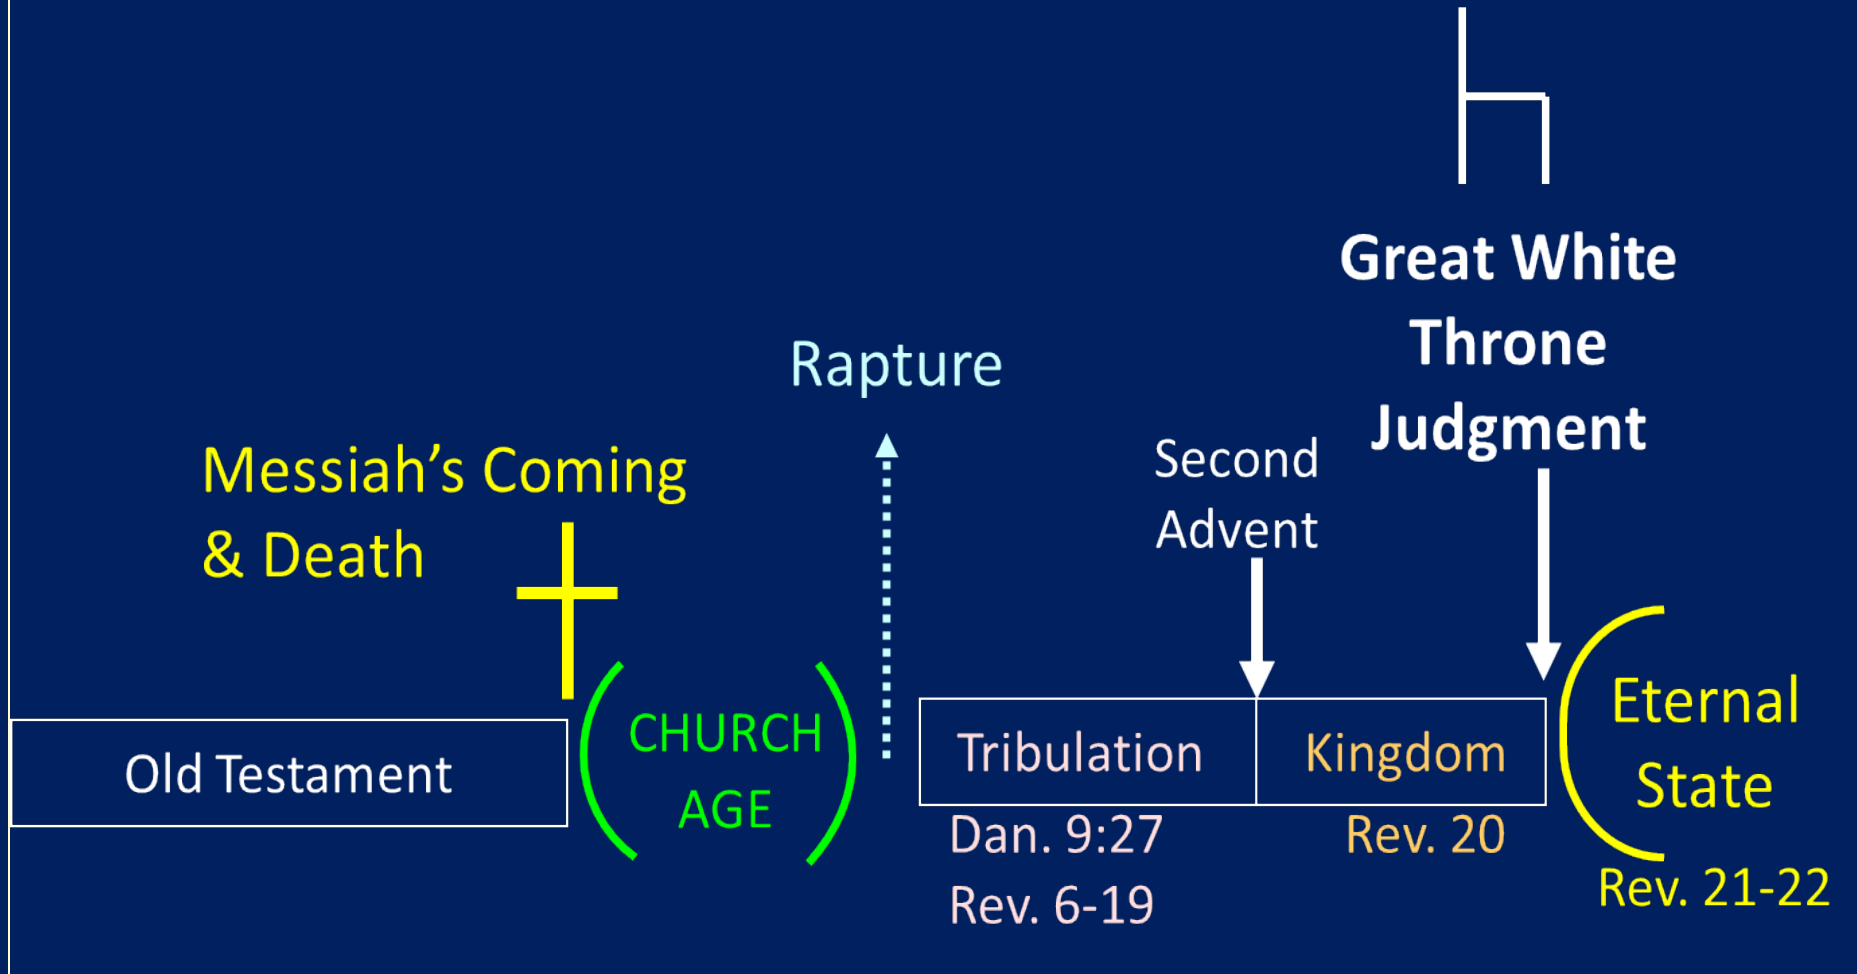 Great White
Throne
Judgment
Rapture
Messiah’s Coming
& Death
Second
Advent
Old Testament
CHURCH
AGE
Tribulation
Kingdom
Eternal
State
Dan. 9:27
Rev. 6-19
Rev. 20
Rev. 21-22